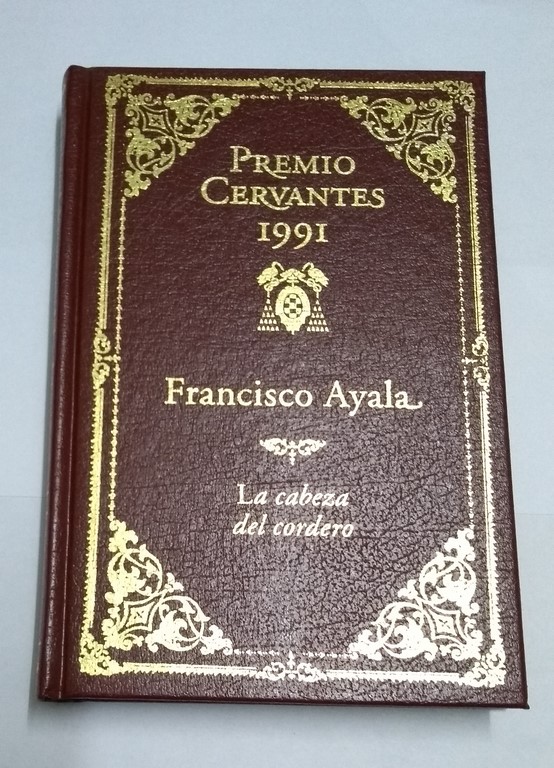 PREMIO
CERVANTES
1991
Francisco Ayala
La cabeza
del cordero